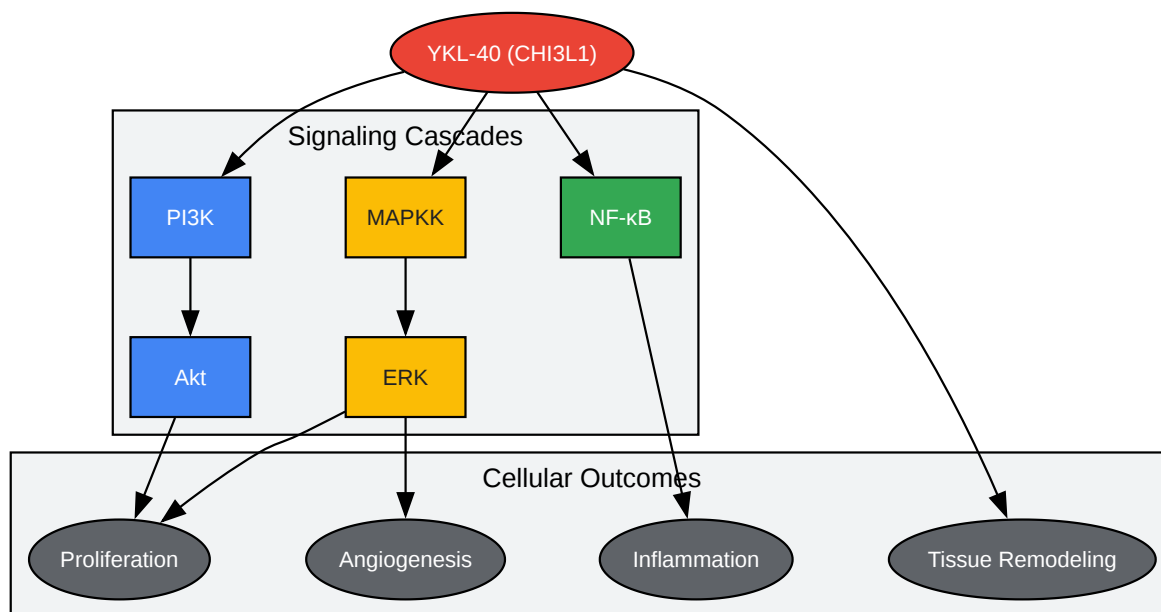 YKL-40 (CHI3L1)
Signaling Cascades
PI3K
MAPKK
NF-κB
Akt
ERK
Cellular Outcomes
Proliferation
Angiogenesis
Inflammation
Tissue Remodeling